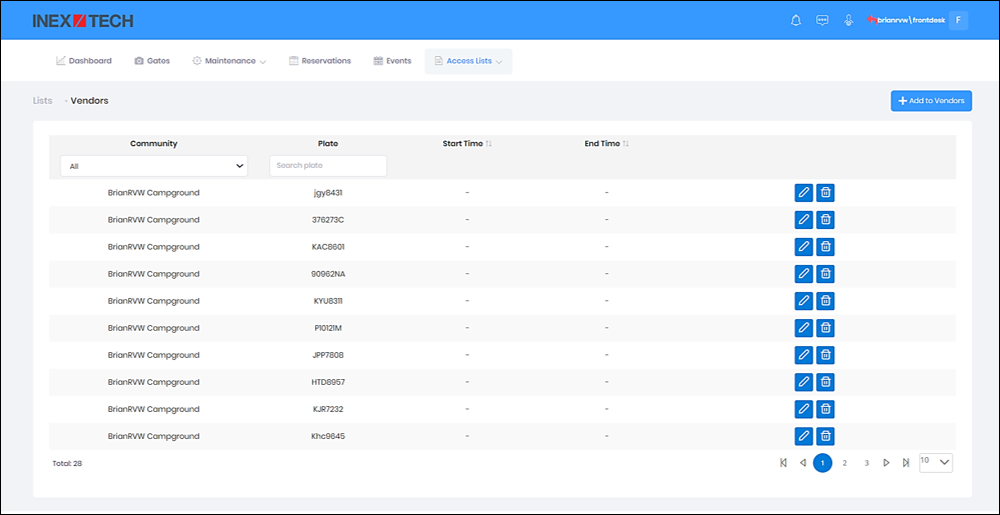 INEX TECH
brianrvw\frontdesk F
Dashboard Gates Maintenance Reservations Events Access Lists
Lists Vendors
+ Add to Vendors
Community Plate Start Time End Time
All Search plate
BrianRVW Campground jgy8431 - -
BrianRVW Campground 376273C - -
BrianRVW Campground KAC8601 - -
BrianRVW Campground 90962NA - -
BrianRVW Campground KYU8311 - -
BrianRVW Campground P10121M - -
BrianRVW Campground JPP7808 - -
BrianRVW Campground HTD8957 - -
BrianRVW Campground KJR7232 - -
BrianRVW Campground Khc9645 - -
Total: 28 1 2 3 10